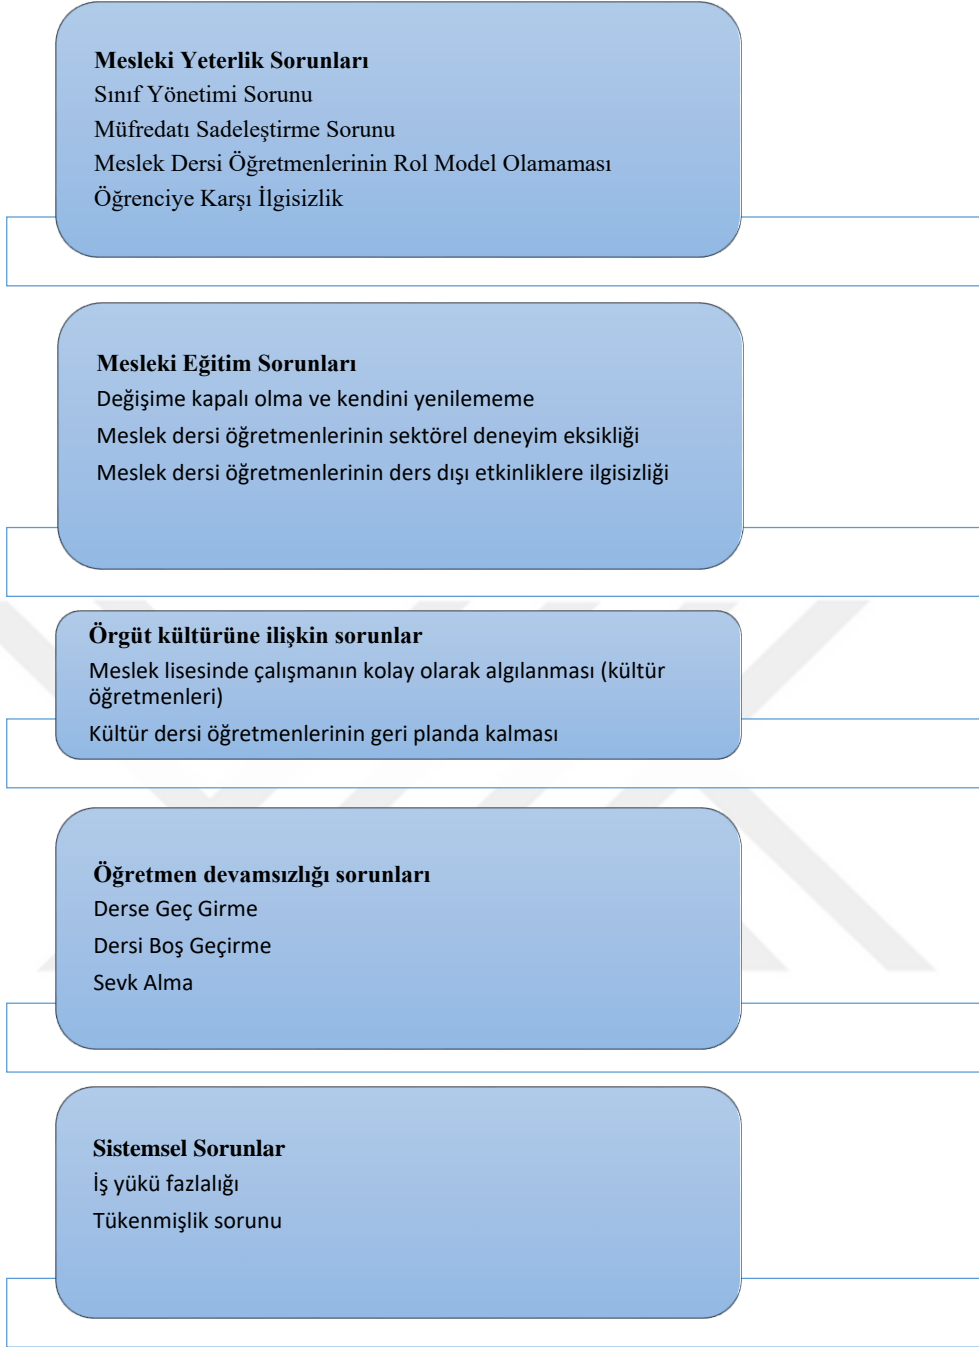 Mesleki Yeterlik Sorunları
Sınıf Yönetimi Sorunu
Müfredatı Sadeleştirme Sorunu
Meslek Dersi Öğretmenlerinin Rol Model Olamaması
Öğrenciye Karşı İlgisizlik
Mesleki Eğitim Sorunları
Değişime kapalı olma ve kendini yenilememe
Meslek dersi öğretmenlerinin sektörel deneyim eksikliği
Meslek dersi öğretmenlerinin ders dışı etkinliklere ilgisizliği
Örgüt kültürüne ilişkin sorunlar
Meslek lisesinde çalışmanın kolay olarak algılanması (kültür
öğretmenleri)
Kültür dersi öğretmenlerinin geri planda kalması
Öğretmen devamsızlığı sorunları
Derse Geç Girme
Dersi Boş Geçirme
Sevk Alma
Sistemsel Sorunlar
İş yükü fazlalığı
Tükenmişlik sorunu